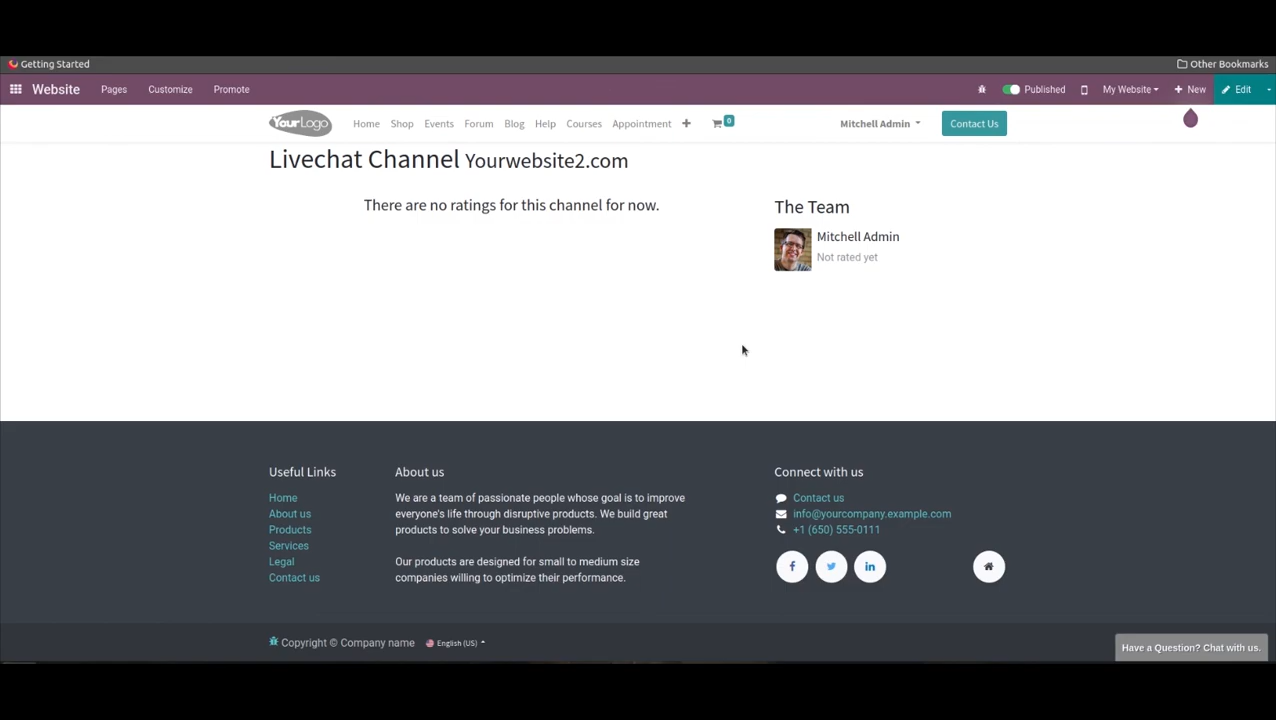 Getting Started
Other Bookmarks
Website
Pages
Customize
Promote
Published
My Website
New
Edit
YourLogo
Home
Shop
Events
Forum
Blog
Help
Courses
Appointment
0
Mitchell Admin
Contact Us
Livechat Channel Yourwebsite2.com
There are no ratings for this channel for now.
The Team
Mitchell Admin
Not rated yet
Useful Links
Home
About us
Products
Services
Legal
Contact us
About us
We are a team of passionate people whose goal is to improve
everyone's life through disruptive products. We build great
products to solve your business problems.
Our products are designed for small to medium size
companies willing to optimize their performance.
Connect with us
Contact us
info@yourcompany.example.com
+1 (650) 555-0111
Copyright © Company name
English (US)
Have a Question? Chat with us.